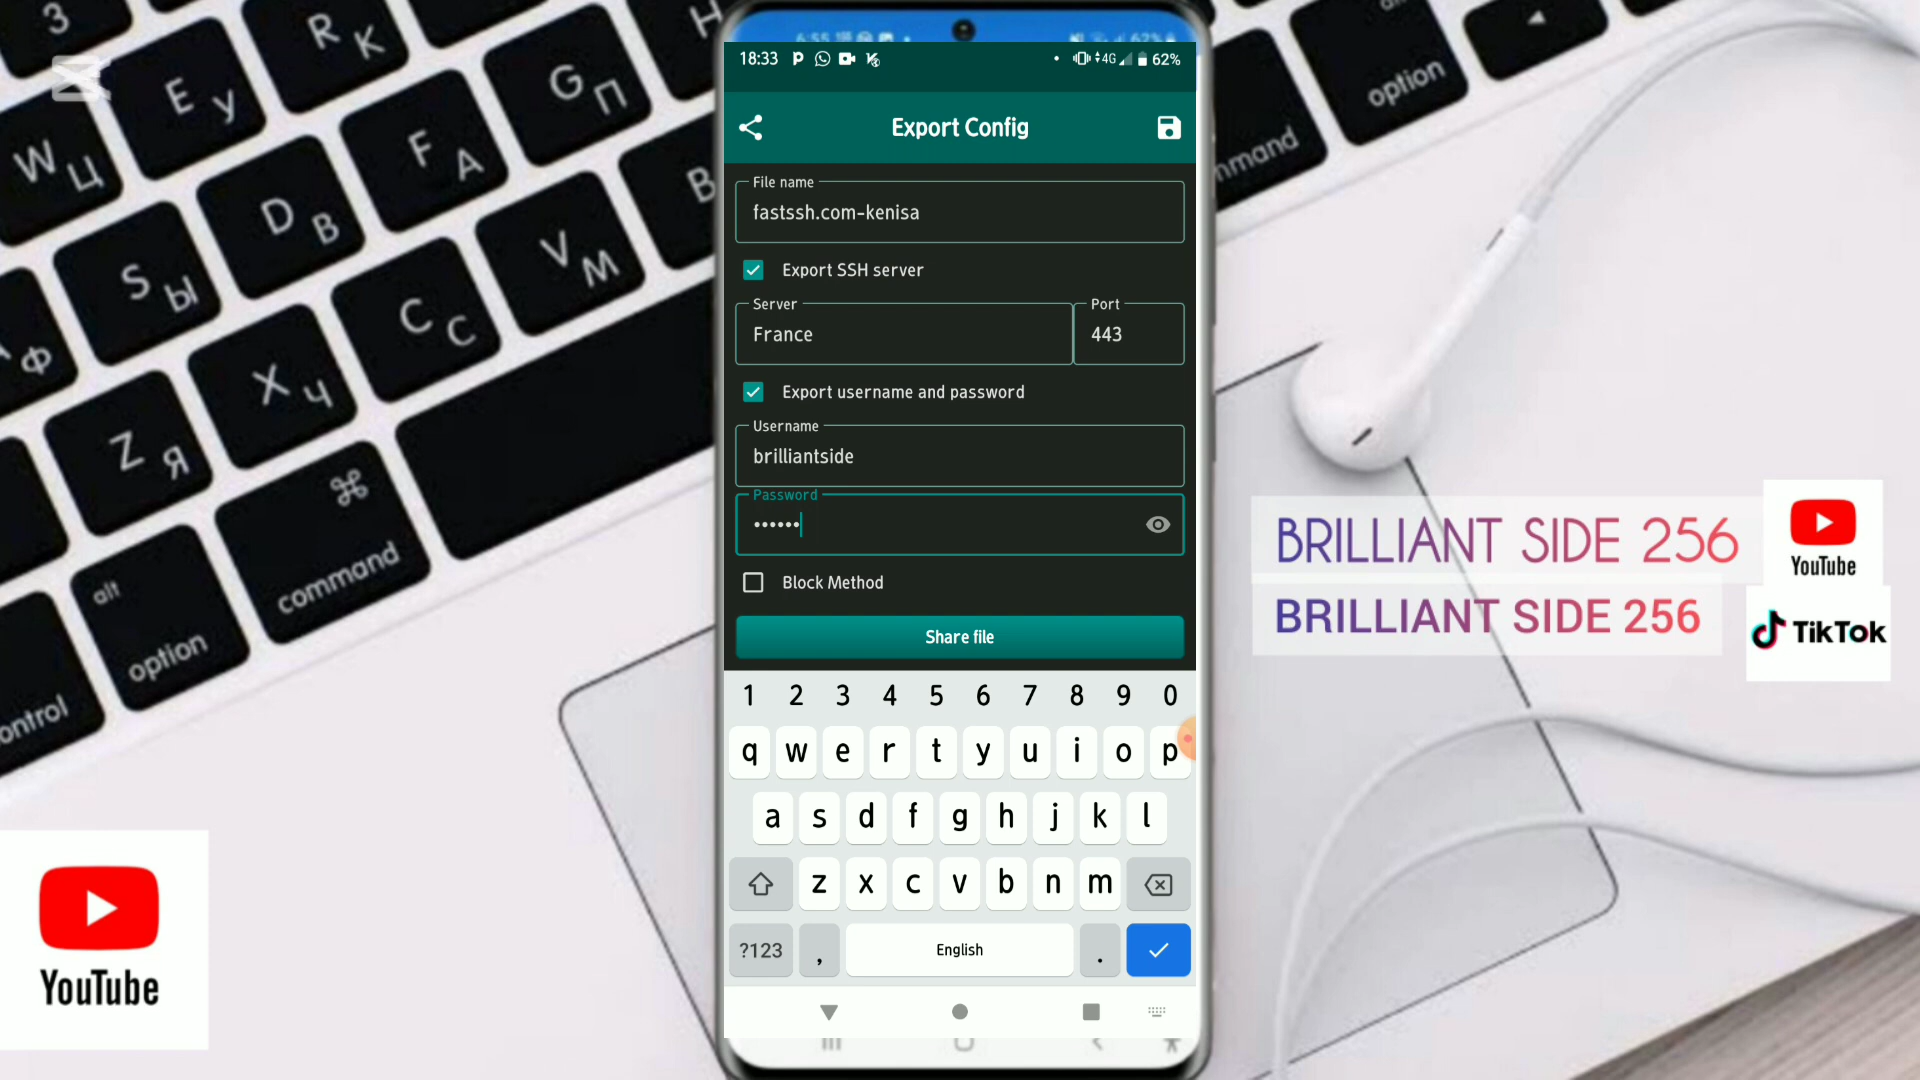 3
R
К
H
E
У
G
П
option
W
Ц
F
А
mmand
B
D
В
S
Ы
V
М
C
С
Ф
X
Ч
Z
Я
⌘
alt
command
option
ontrol
18:33
4G
62%
Export Config
File name
fastssh.com-kenisa
Export SSH server
Server
Port
France
443
Export username and password
Username
brilliantside
Password
••••••
Block Method
Share file
1 2 3 4 5 6 7 8 9 0
q w e r t y u i o p
a s d f g h j k l
z x c v b n m
?123 , English .
BRILLIANT SIDE 256
YouTube
BRILLIANT SIDE 256
TikTok
YouTube